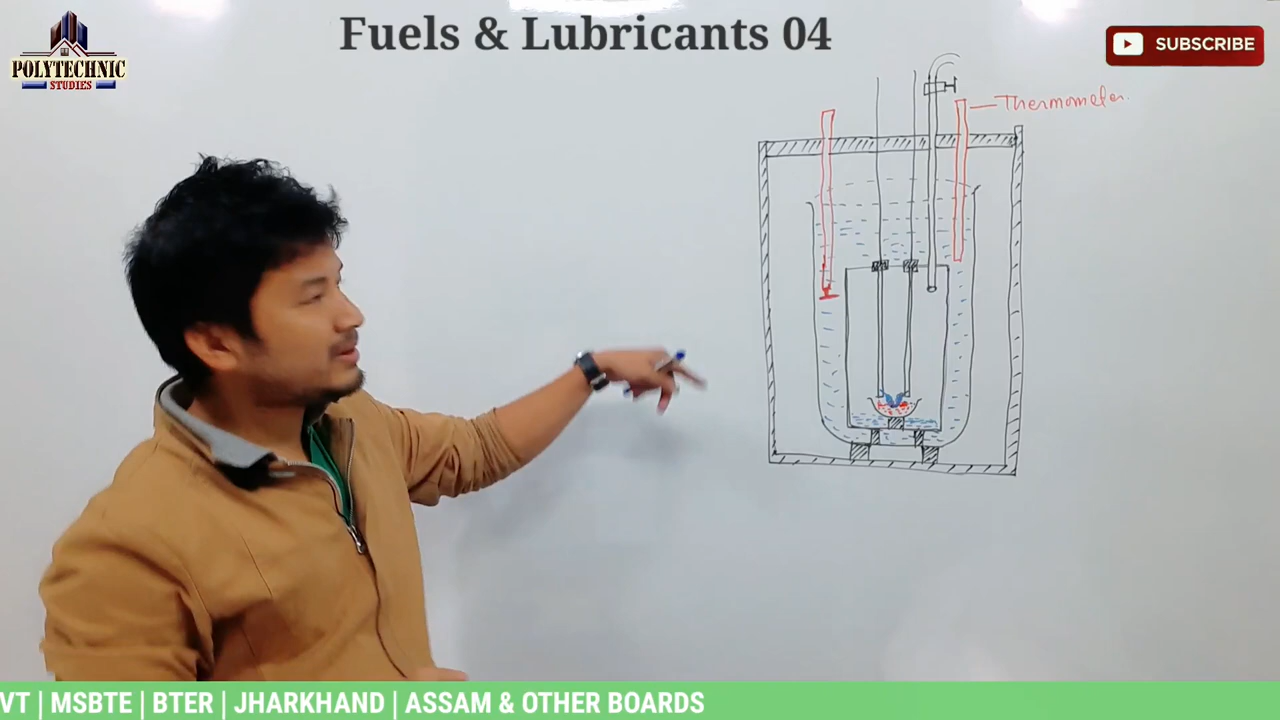 Fuels & Lubricants 04
POLYTECHNIC
STUDIES
SUBSCRIBE
Thermometer.
VT | MSBTE | BTER | JHARKHAND | ASSAM & OTHER BOARDS